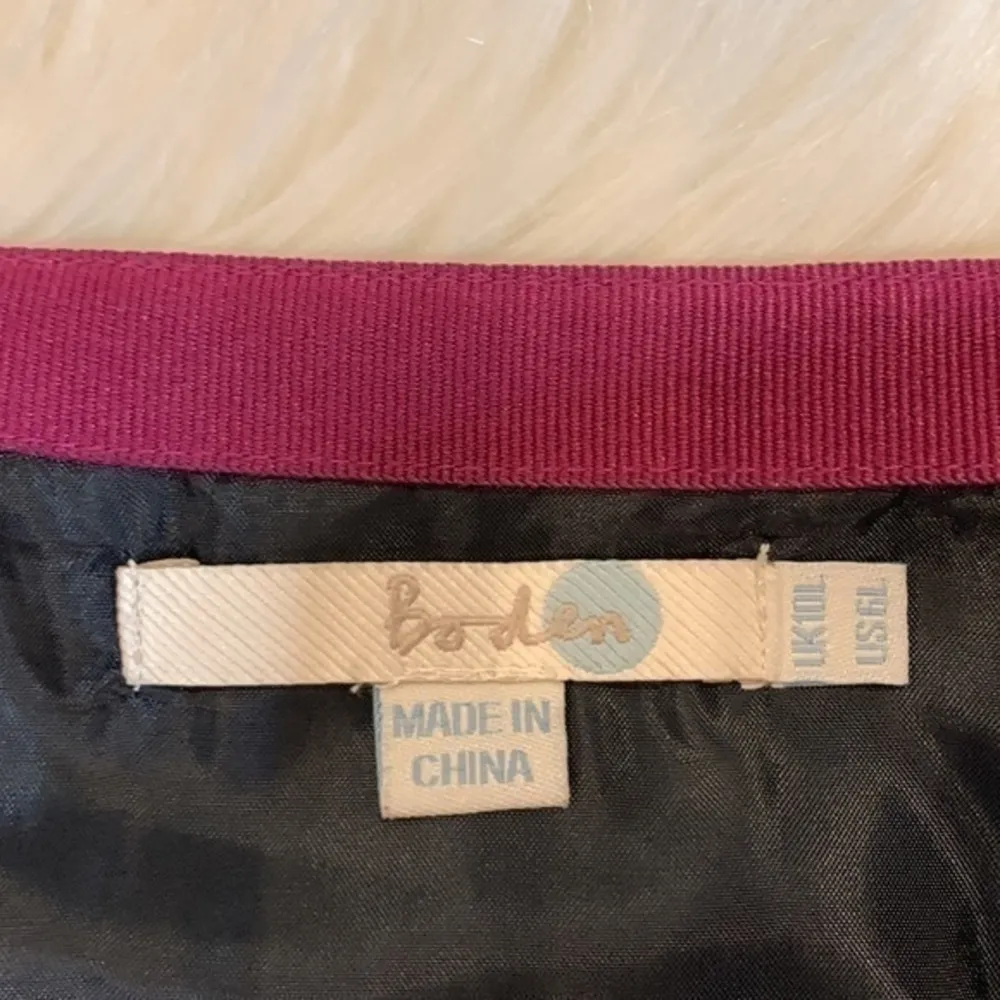 Boden
UK10L
US6L
MADE IN
CHINA